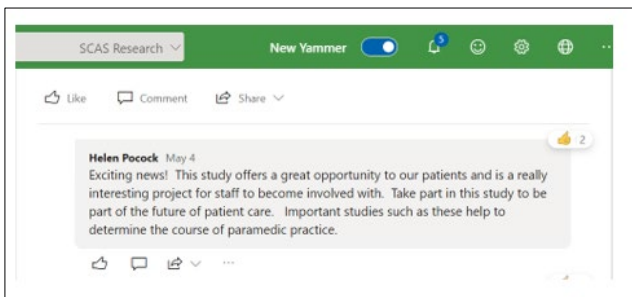 SCAS Research
New Yammer
5
Like
Comment
Share
2
Helen Pocock May 4
Exciting news! This study offers a great opportunity to our patients and is a really
interesting project for staff to become involved with. Take part in this study to be
part of the future of patient care. Important studies such as these help to
determine the course of paramedic practice.